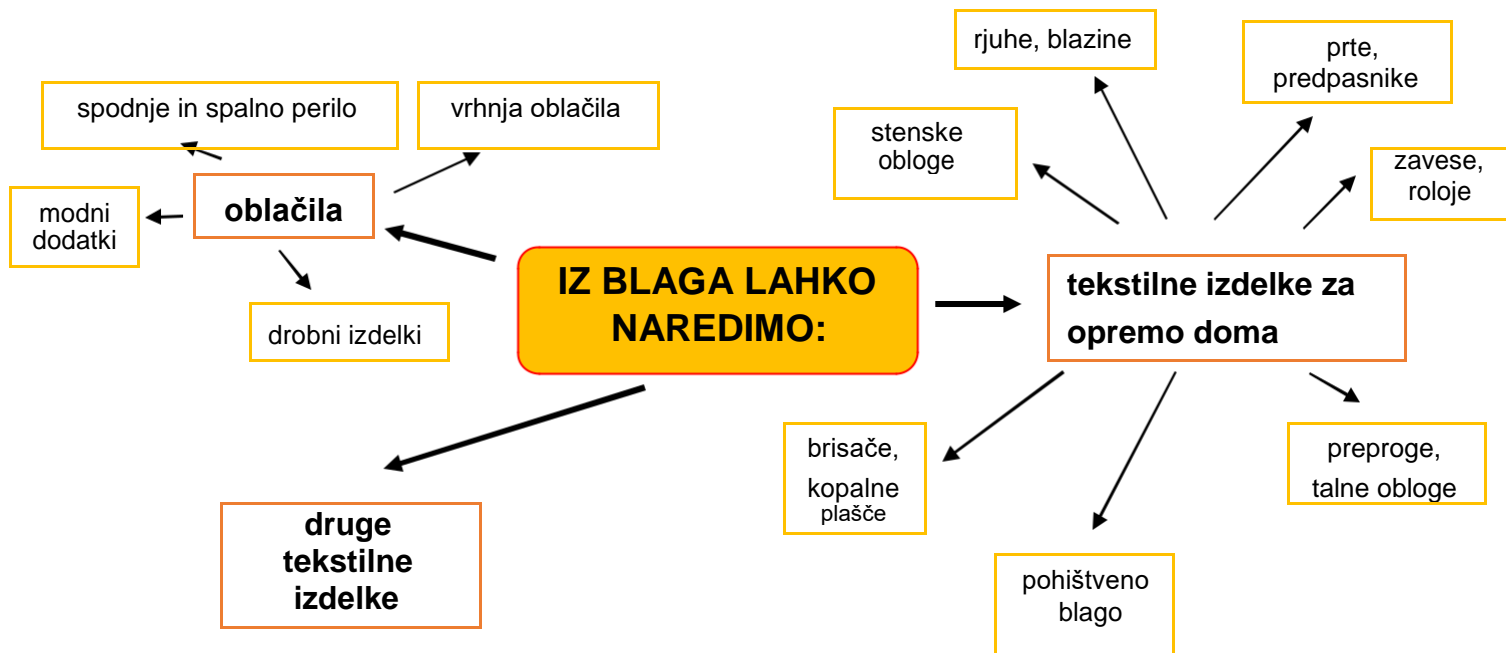 rjuhe, blazine
prte,
predpasnike
spodnje in spalno perilo
vrhnja oblačila
stenske
obloge
zavese,
roloje
modni
dodatki
oblačila
IZ BLAGA LAHKO
NAREDIMO:
tekstilne izdelke za
opremo doma
drobni izdelki
brisače,
kopalne
plašče
preproge,
talne obloge
druge
tekstilne
izdelke
pohištveno
blago